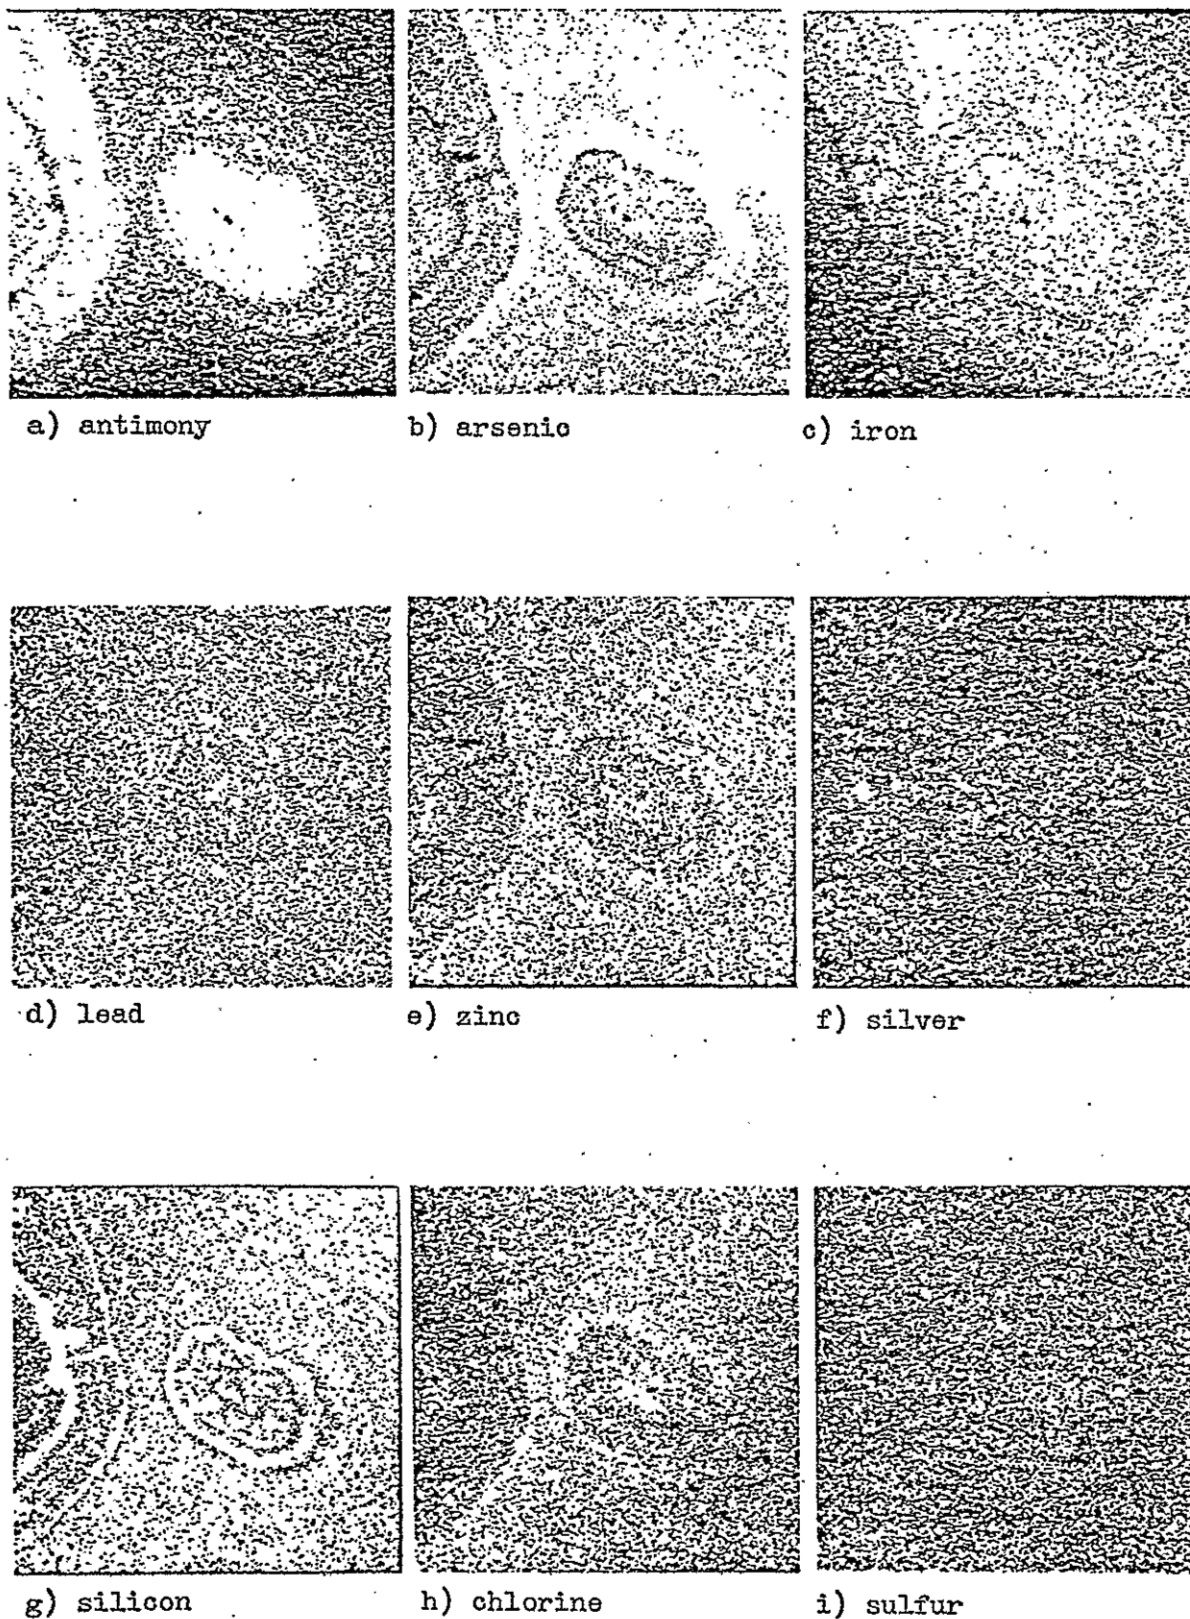 a) antimony
b) arsenic
c) iron
d) lead
e) zinc
f) silver
g) silicon
h) chlorine
i) sulfur